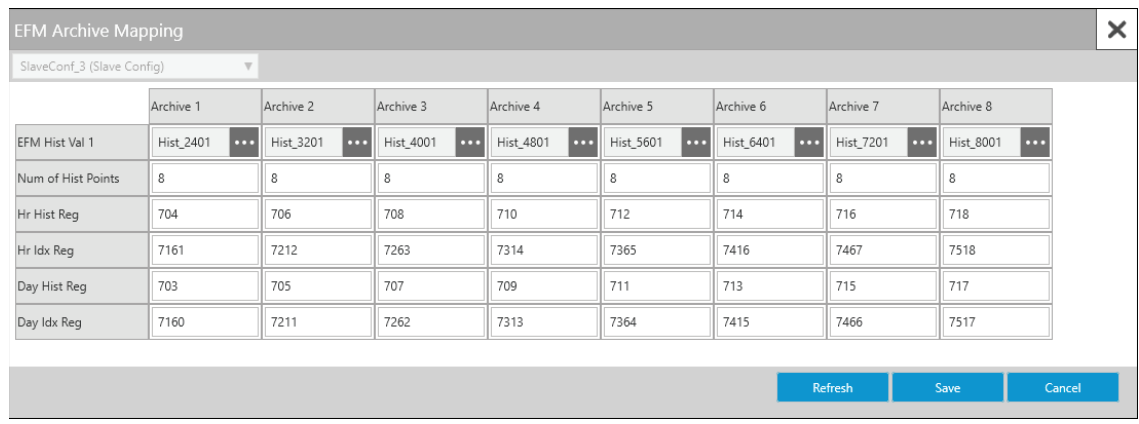 EFM Archive Mapping
SlaveConf_3 (Slave Config)
Archive 1 Archive 2 Archive 3 Archive 4 Archive 5 Archive 6 Archive 7 Archive 8
EFM Hist Val 1 Hist_2401 Hist_3201 Hist_4001 Hist_4801 Hist_5601 Hist_6401 Hist_7201 Hist_8001
Num of Hist Points 8 8 8 8 8 8 8 8
Hr Hist Reg 704 706 708 710 712 714 716 718
Hr Idx Reg 7161 7212 7263 7314 7365 7416 7467 7518
Day Hist Reg 703 705 707 709 711 713 715 717
Day Idx Reg 7160 7211 7262 7313 7364 7415 7466 7517
Refresh Save Cancel